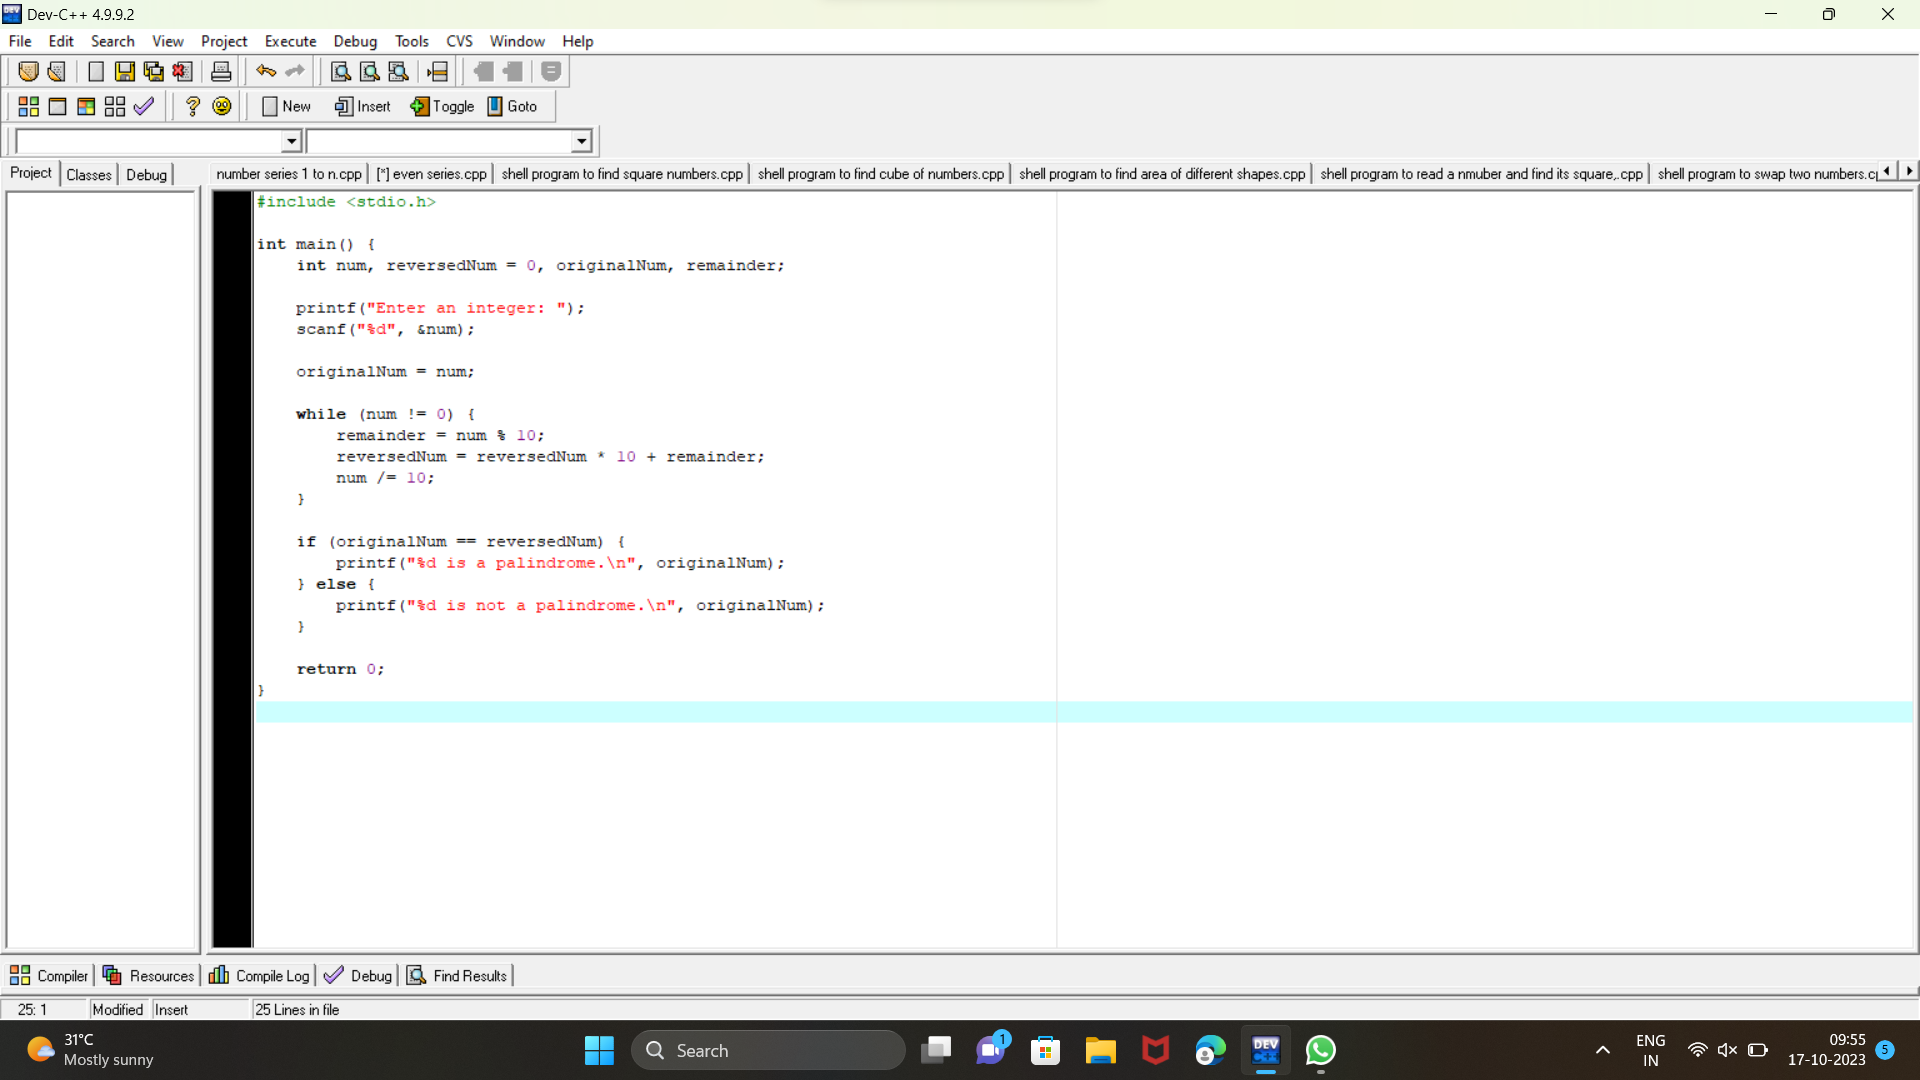 Dev-C++ 4.9.9.2
File Edit Search View Project Execute Debug Tools CVS Window Help
New Insert Toggle Goto
Project Classes Debug
number series 1 to n.cpp [*] even series.cpp shell program to find square numbers.cpp shell program to find cube of numbers.cpp shell program to find area of different shapes.cpp shell program to read a nmuber and find its square,.cpp shell program to swap two numbers.c
#include <stdio.h>
int main() {
    int num, reversedNum = 0, originalNum, remainder;
    printf("Enter an integer: ");
    scanf("%d", &num);
    originalNum = num;
    while (num != 0) {
        remainder = num % 10;
        reversedNum = reversedNum * 10 + remainder;
        num /= 10;
    }
    if (originalNum == reversedNum) {
        printf("%d is a palindrome.\n", originalNum);
    } else {
        printf("%d is not a palindrome.\n", originalNum);
    }
    return 0;
}
Compiler Resources Compile Log Debug Find Results
25: 1 Modified Insert 25 Lines in file
31°C
Mostly sunny
Search
1
DEV
C++
ENG
IN
09:55
17-10-2023
5